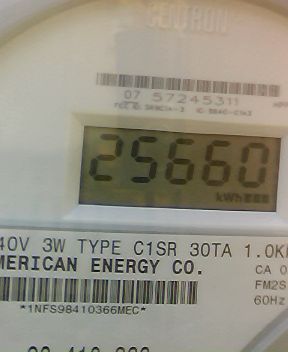 CENTRON
07 57245311
25660
kWh
40V 3W TYPE C1SR 30TA 1.0K
MERICAN ENERGY CO.
CA 0
FM2S
60Hz
*1NFS98410366MEC*